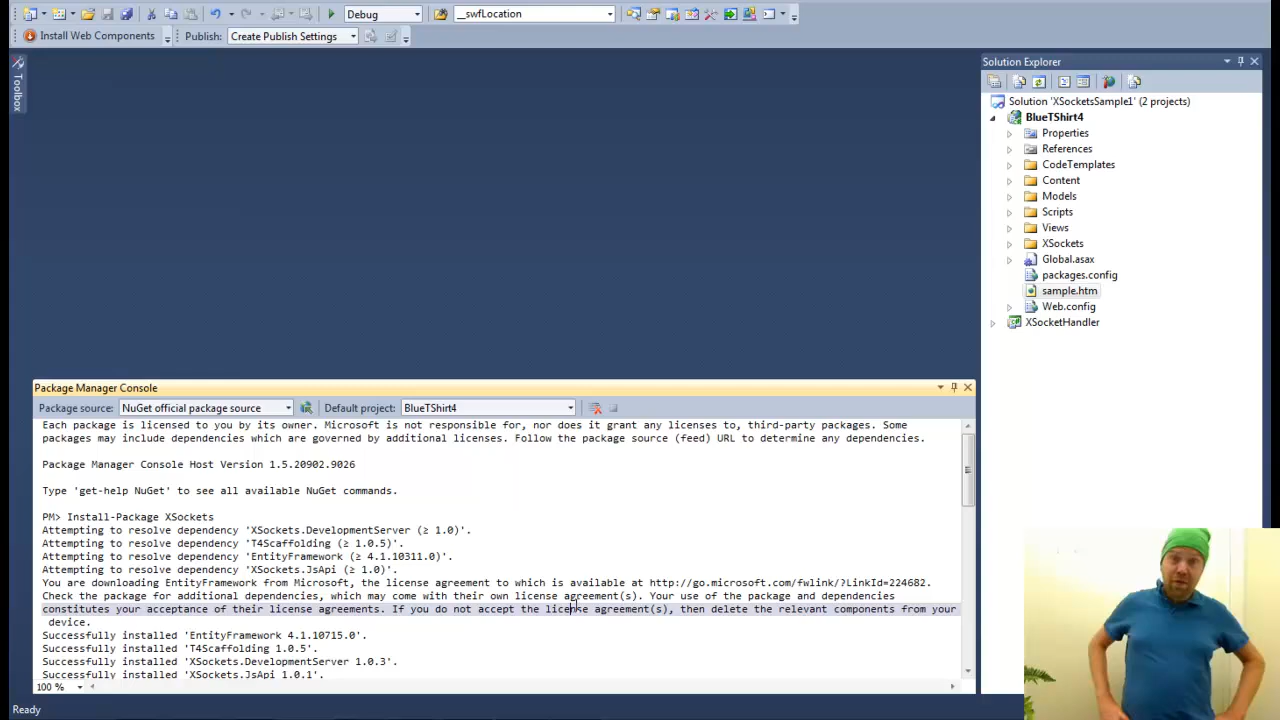 Debug
__swfLocation
Install Web Components
Publish: Create Publish Settings
Toolbox
Solution Explorer
Solution 'XSocketsSample1' (2 projects)
BlueTShirt4
Properties
References
CodeTemplates
Content
Models
Scripts
Views
XSockets
Global.asax
packages.config
sample.htm
Web.config
XSocketHandler
Package Manager Console
Package source: NuGet official package source Default project: BlueTShirt4
Each package is licensed to you by its owner. Microsoft is not responsible for, nor does it grant any licenses to, third-party packages. Some
packages may include dependencies which are governed by additional licenses. Follow the package source (feed) URL to determine any dependencies.
Package Manager Console Host Version 1.5.20902.9026
Type 'get-help NuGet' to see all available NuGet commands.
PM> Install-Package XSockets
Attempting to resolve dependency 'XSockets.DevelopmentServer (≥ 1.0)'.
Attempting to resolve dependency 'T4Scaffolding (≥ 1.0.5)'.
Attempting to resolve dependency 'EntityFramework (≥ 4.1.10311.0)'.
Attempting to resolve dependency 'XSockets.JsApi (≥ 1.0)'.
You are downloading EntityFramework from Microsoft, the license agreement to which is available at http://go.microsoft.com/fwlink/?LinkId=224682.
Check the package for additional dependencies, which may come with their own license agreement(s). Your use of the package and dependencies
constitutes your acceptance of their license agreements. If you do not accept the license agreement(s), then delete the relevant components from your
device.
Successfully installed 'EntityFramework 4.1.10715.0'.
Successfully installed 'T4Scaffolding 1.0.5'.
Successfully installed 'XSockets.DevelopmentServer 1.0.3'.
Successfully installed 'XSockets.JsApi 1.0.1'.
100 %
Ready